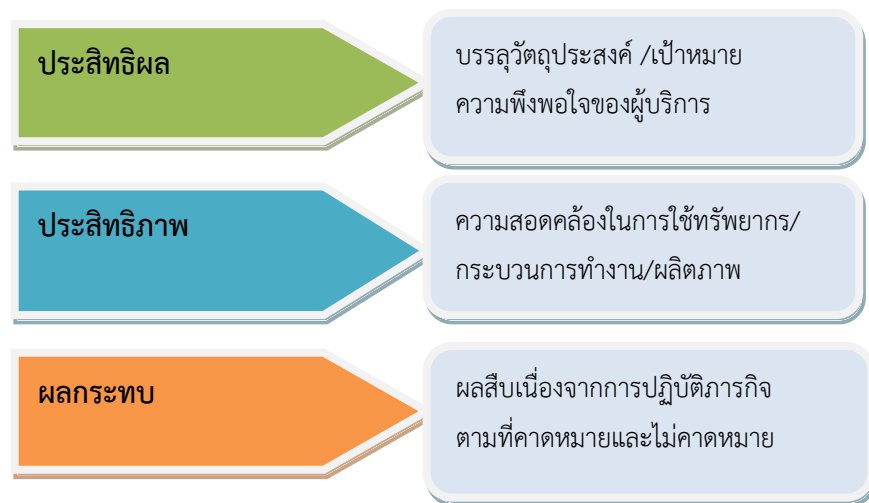 ประสิทธิผล
บรรลุวัตถุประสงค์ /เป้าหมาย
ความพึงพอใจของผู้บริการ
ประสิทธิภาพ
ความสอดคล้องในการใช้ทรัพยากร/
กระบวนการทำงาน/ผลิตภาพ
ผลกระทบ
ผลสืบเนื่องจากการปฏิบัติภารกิจ
ตามที่คาดหมายและไม่คาดหมาย